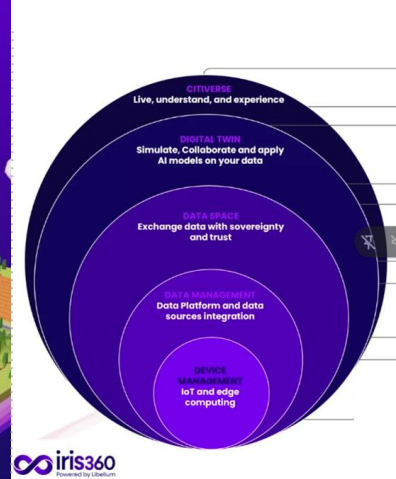 CITIVERSE
Live, understand, and experience
DIGITAL TWIN
Simulate, Collaborate and apply
AI models on your data
DATA SPACE
Exchange data with sovereignty
and trust
DATA MANAGEMENT
Data Platform and data
sources integration
DEVICE
MANAGEMENT
IoT and edge
computing
iris360
Powered by Libelium